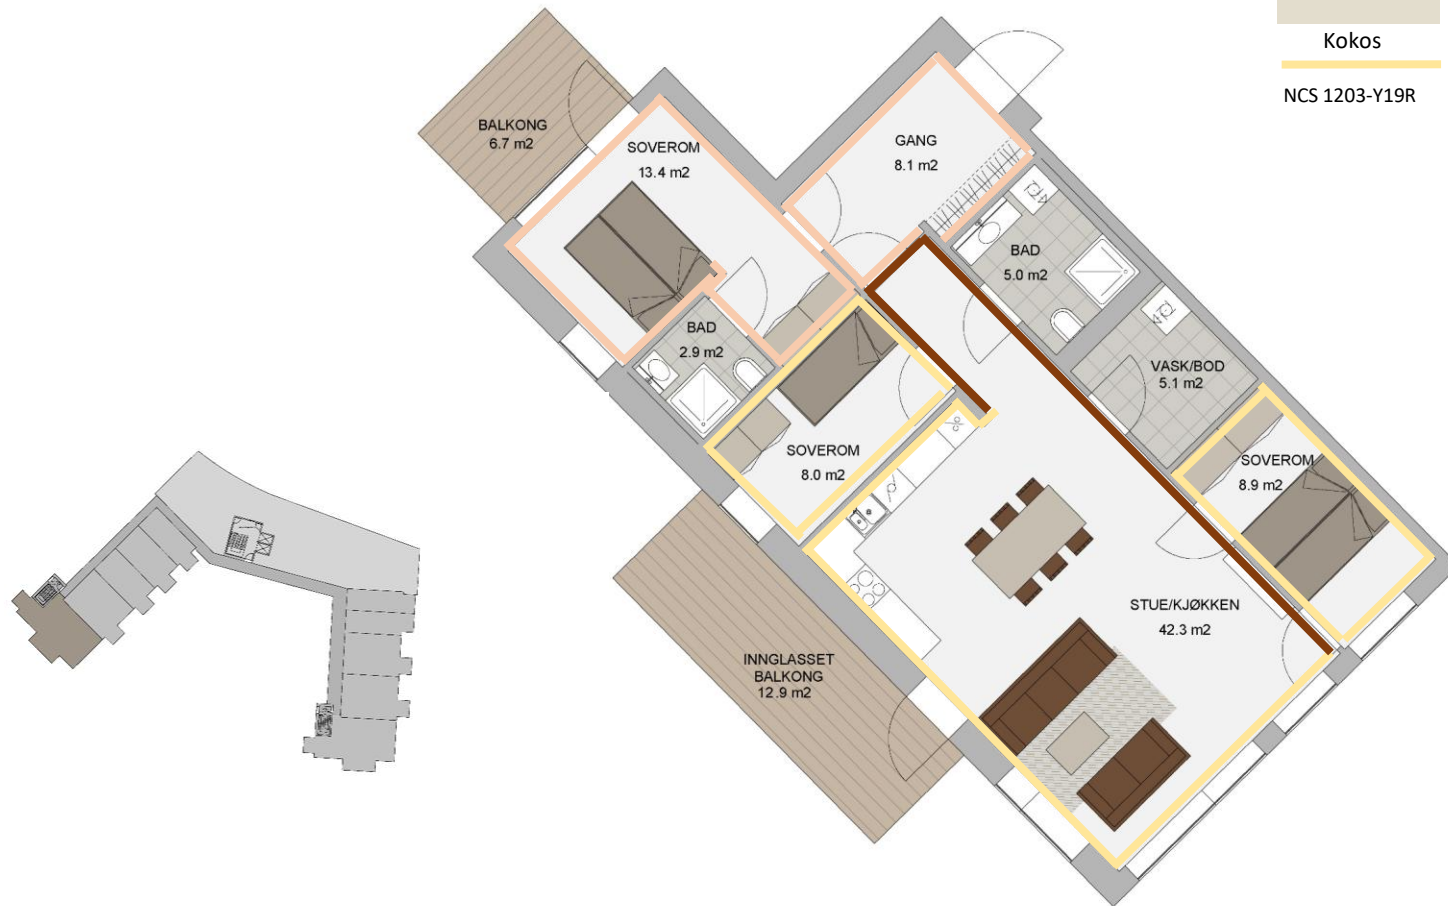 Kokos
NCS 1203-Y19R
BALKONG
6.7 m2
SOVEROM
13.4 m2
GANG
8.1 m2
BAD
5.0 m2
BAD
2.9 m2
VASK/BOD
5.1 m2
SOVEROM
8.0 m2
SOVEROM
8.9 m2
STUE/KJØKKEN
42.3 m2
INNGLASSET
BALKONG
12.9 m2